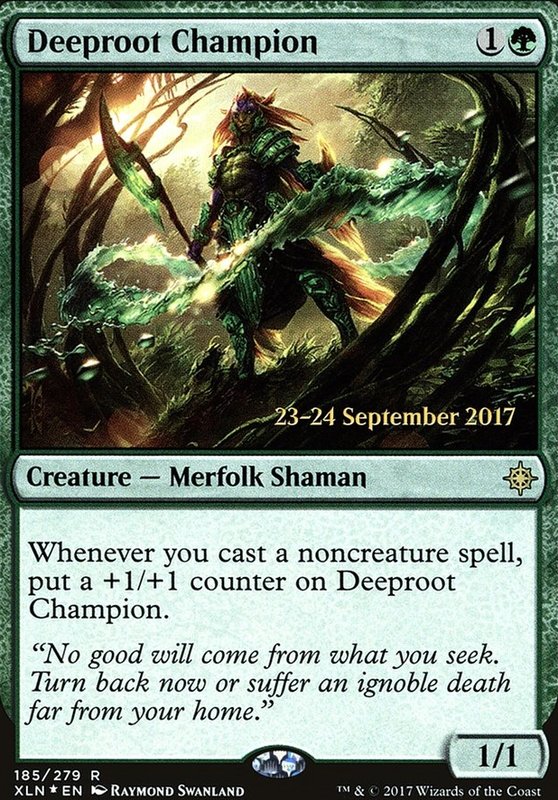 Deeproot Champion 1
23–24 September 2017
Creature — Merfolk Shaman
Whenever you cast a noncreature spell,
put a +1/+1 counter on Deeproot
Champion.
“No good will come from what you seek.
Turn back now or suffer an ignoble death
far from your home.”
1/1
185/279 R
XLN ★ EN Raymond Swanland
™ & © 2017 Wizards of the Coast